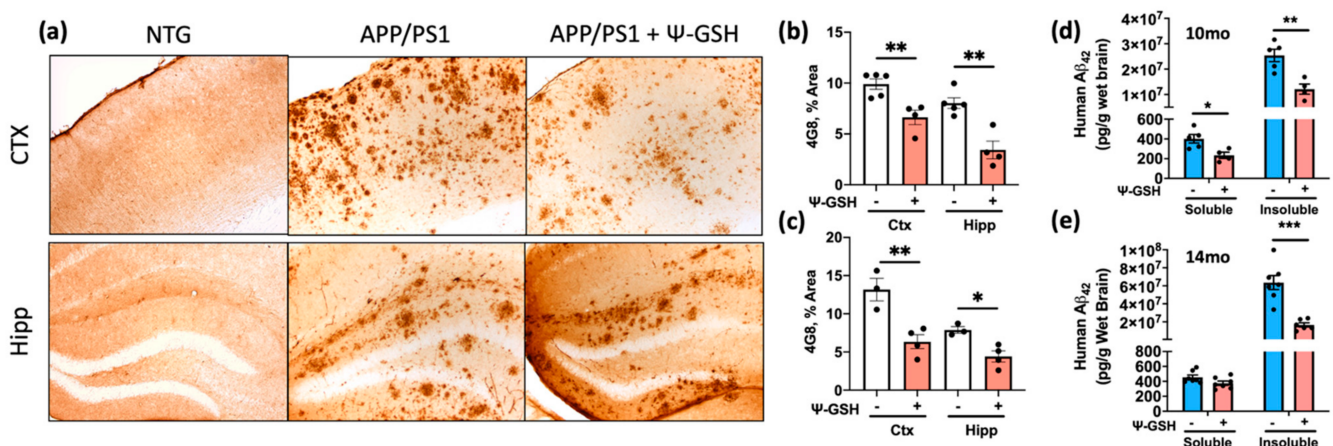 (a)
NTG
APP/PS1
APP/PS1 + Ψ-GSH
CTX
Hipp
(b)
15
10
5
0
4G8, % Area
**
**
Ψ-GSH
- + - +
Ctx Hipp
(c)
20
15
10
5
0
4G8, % Area
**
*
Ψ-GSH
- + - +
Ctx Hipp
(d)
10mo
4×10⁷
3×10⁷
2×10⁷
1×10⁷
600
400
200
0
Human Aβ₄₂
(pg/g wet brain)
*
**
Ψ-GSH
- + - +
Soluble Insoluble
(e)
14mo
1×10⁸
8×10⁷
6×10⁷
4×10⁷
2×10⁷
800
600
400
200
0
Human Aβ₄₂
(pg/g Wet Brain)
***
Ψ-GSH
- + - +
Soluble Insoluble